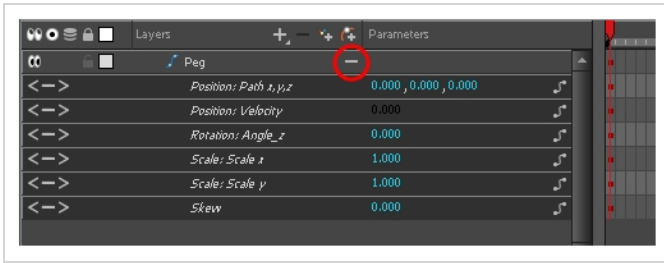 Layers Parameters
Peg
Position: Path x,y,z 0.000 , 0.000 , 0.000
Position: Velocity 0.000
Rotation: Angle_z 0.000
Scale: Scale x 1.000
Scale: Scale y 1.000
Skew 0.000